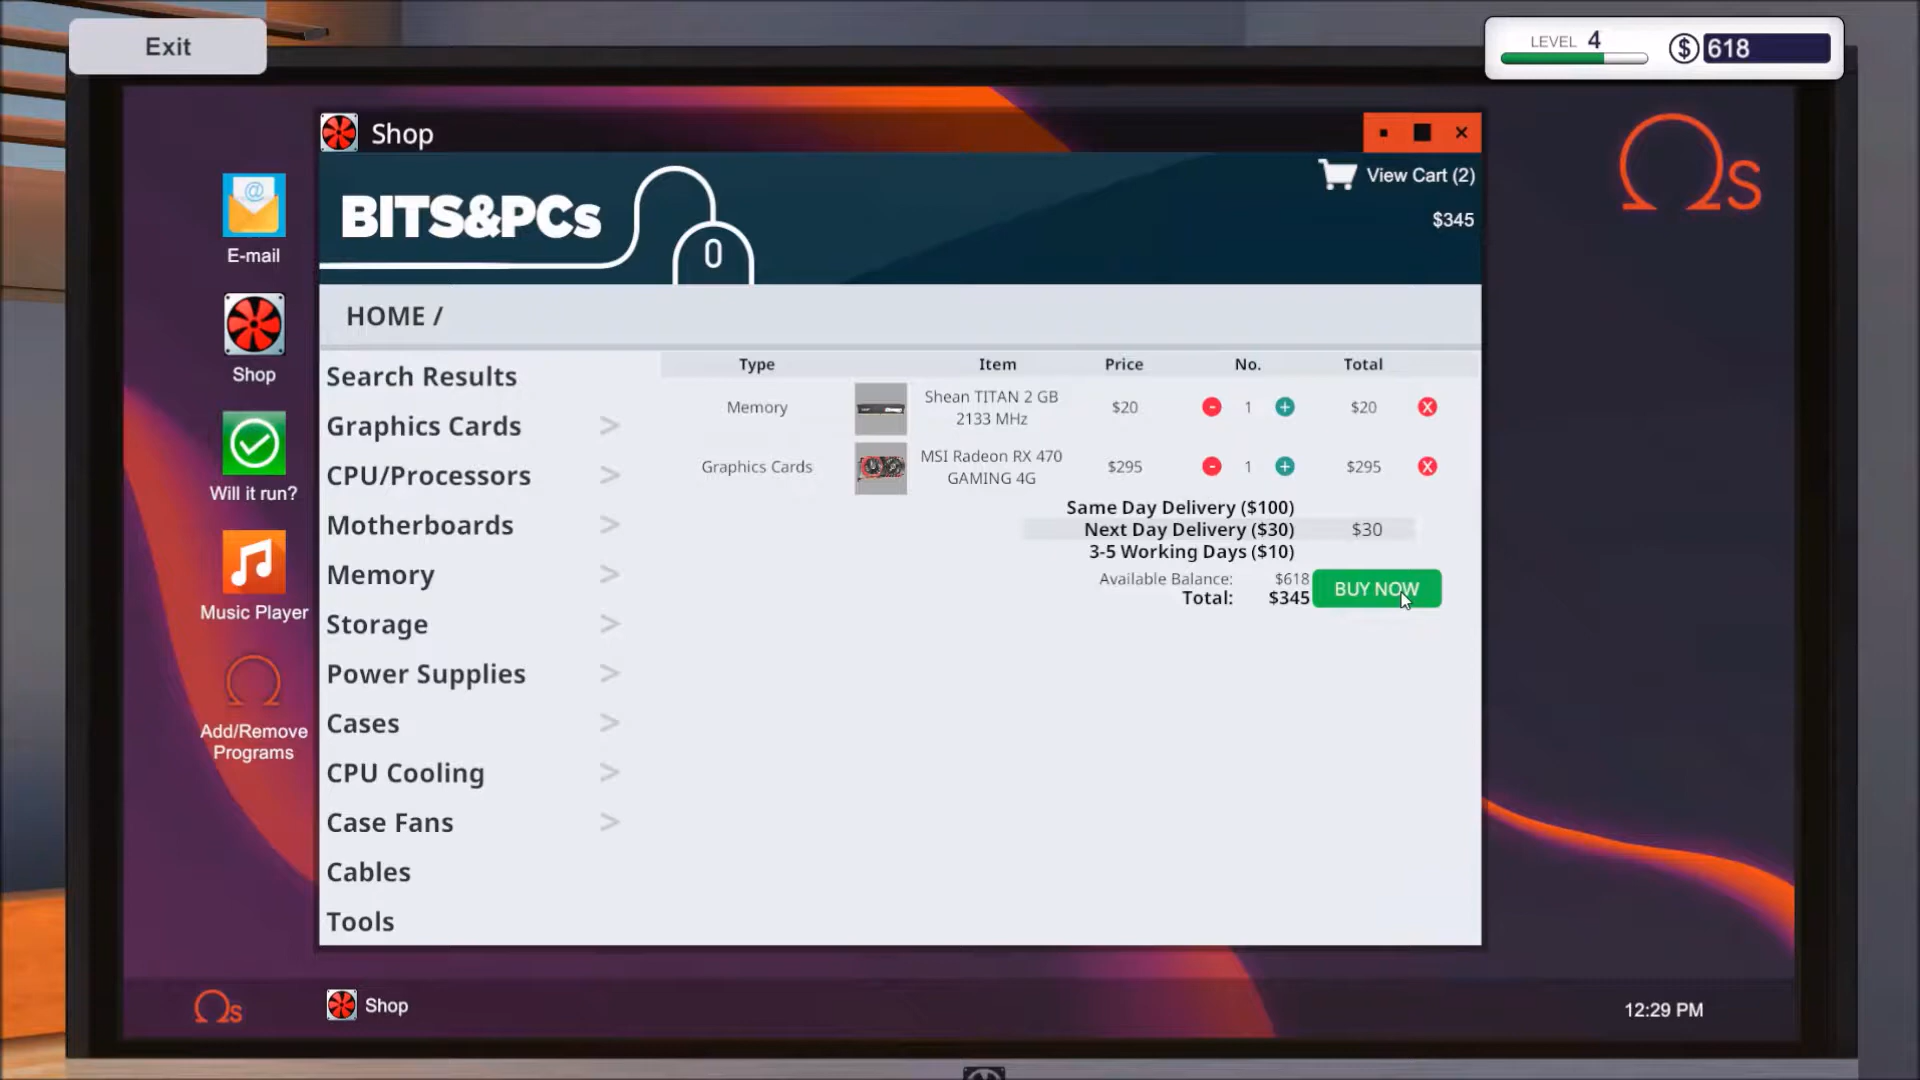 Exit
LEVEL 4
$ 618
Shop
View Cart (2)
$345
BITS&PCs
HOME /
E-mail
Shop
Will it run?
Music Player
Add/Remove
Programs
Search Results
Graphics Cards >
CPU/Processors >
Motherboards >
Memory >
Storage >
Power Supplies >
Cases >
CPU Cooling >
Case Fans >
Cables
Tools
Type Item Price No. Total
Memory Shean TITAN 2 GB
2133 MHz $20 - 1 + $20 X
Graphics Cards MSI Radeon RX 470
GAMING 4G $295 - 1 + $295 X
Same Day Delivery ($100)
Next Day Delivery ($30) $30
3-5 Working Days ($10)
Available Balance: $618
Total: $345
BUY NOW
Ωs
Ωs
Shop
12:29 PM